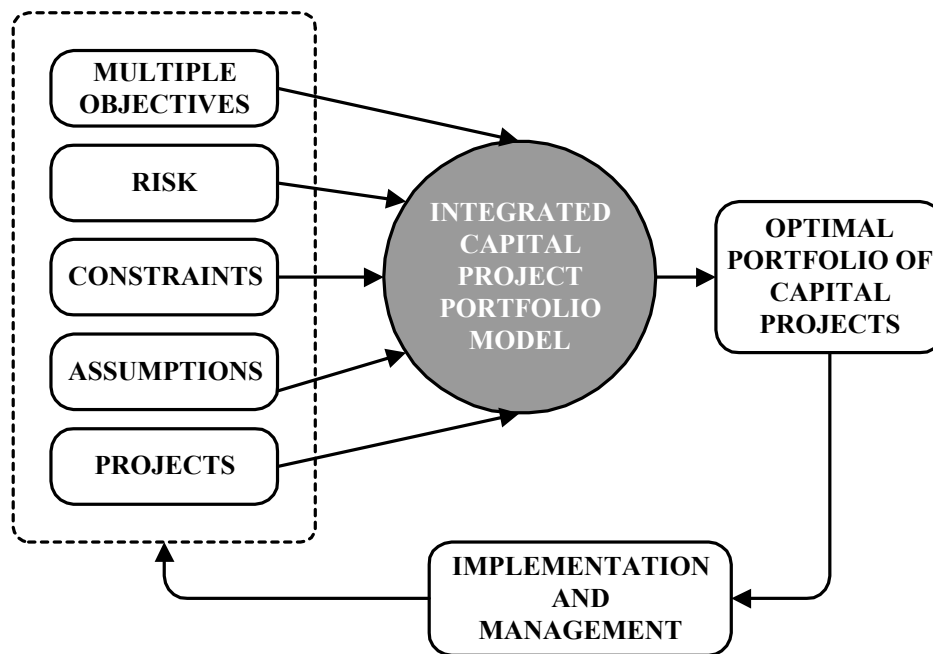 MULTIPLE
OBJECTIVES
RISK
CONSTRAINTS
ASSUMPTIONS
PROJECTS
INTEGRATED
CAPITAL
PROJECT
PORTFOLIO
MODEL
OPTIMAL
PORTFOLIO OF
CAPITAL
PROJECTS
IMPLEMENTATION
AND
MANAGEMENT